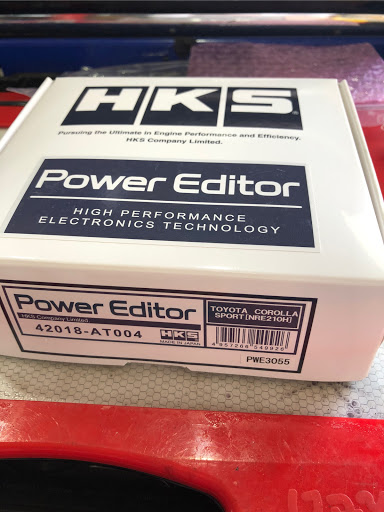 HKS
Pursuing the Ultimate in Engine Performance and Efficiency.
HKS Company Limited.
Power Editor
HIGH PERFORMANCE
ELECTRONICS TECHNOLOGY
Power Editor
HKS Company Limited
42018-AT004
HKS
MADE IN JAPAN
TOYOTA COROLLA
SPORT[NRE210H]
PWE3055